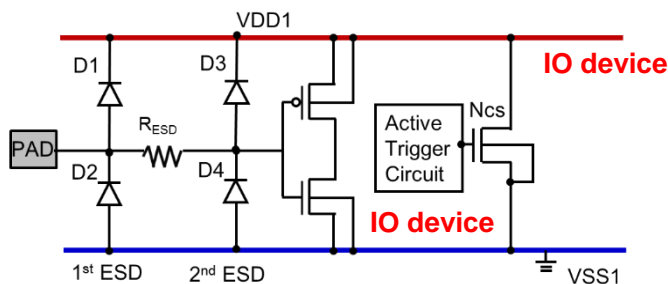 VDD1
IO device
D1
D3
R_ESD
Ncs
PAD
Active
Trigger
Circuit
D2
D4
IO device
1st ESD
2nd ESD
VSS1